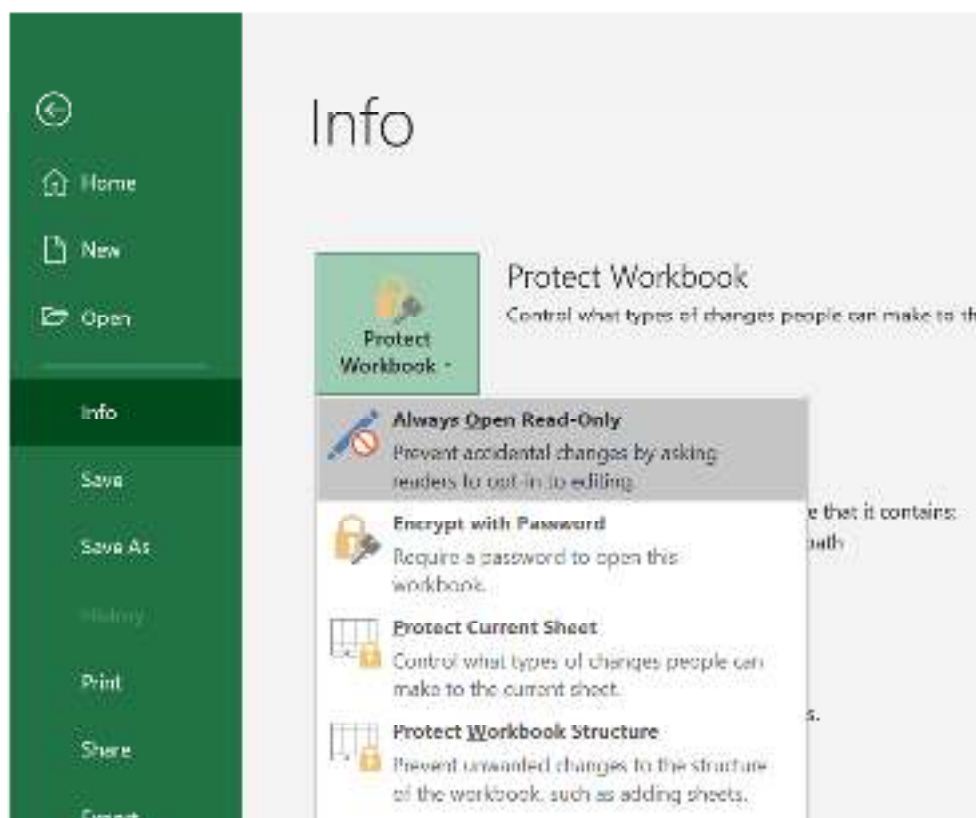 Info
Home
New
Open
Info
Save
Save As
History
Print
Share
Export
Protect
Workbook
Protect Workbook
Control what types of changes people can make to th
Always Open Read-Only
Prevent accidental changes by asking
readers to opt-in to editing.
Encrypt with Password
Require a password to open this
workbook.
Protect Current Sheet
Control what types of changes people can
make to the current sheet.
Protect Workbook Structure
Prevent unwanted changes to the structure
of the workbook, such as adding sheets.
e that it contains:
path
s.